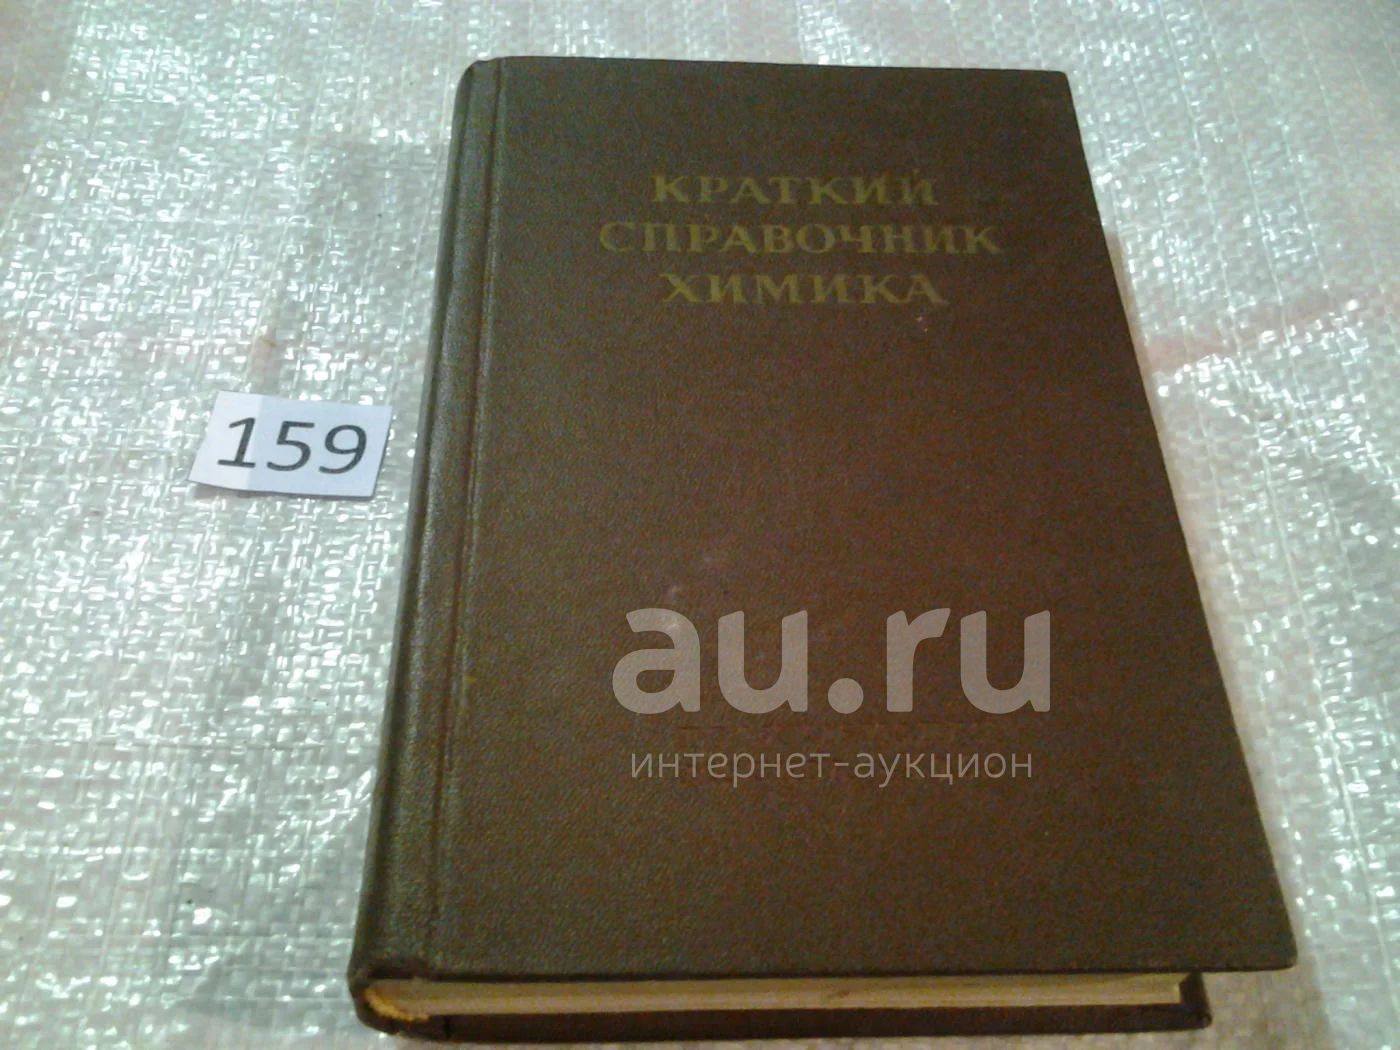 КРАТКИЙ
СПРАВОЧНИК
ХИМИКА
159
au.ru
интернет-аукцион